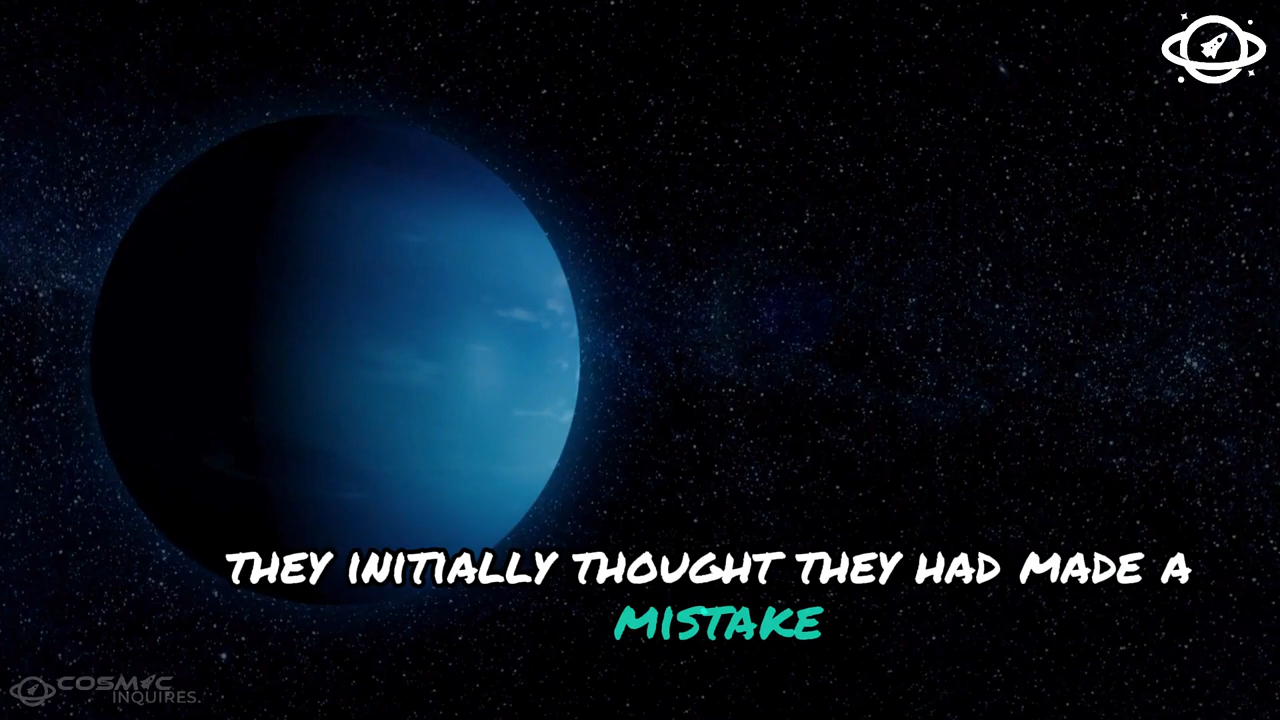 THEY INITIALLY THOUGHT THEY HAD MADE A
MISTAKE
COSMIC
INQUIRES.